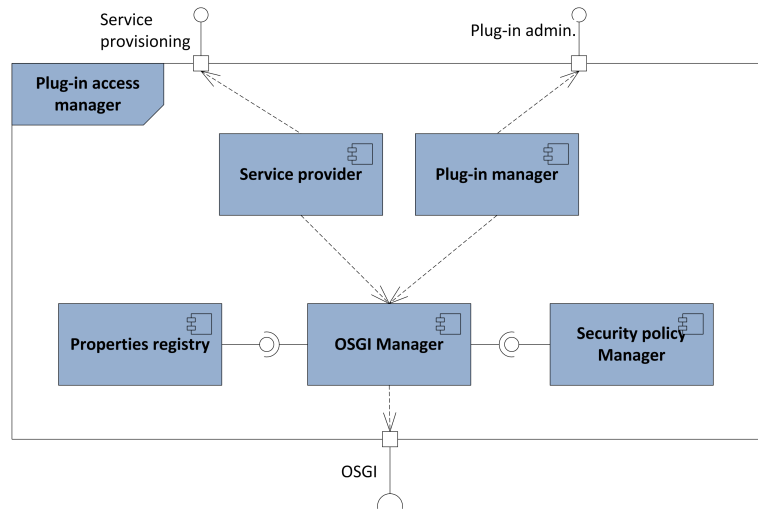 Service
provisioning
Plug-in admin.
Plug-in access
manager
Service provider
Plug-in manager
Properties registry
OSGI Manager
Security policy
Manager
OSGI